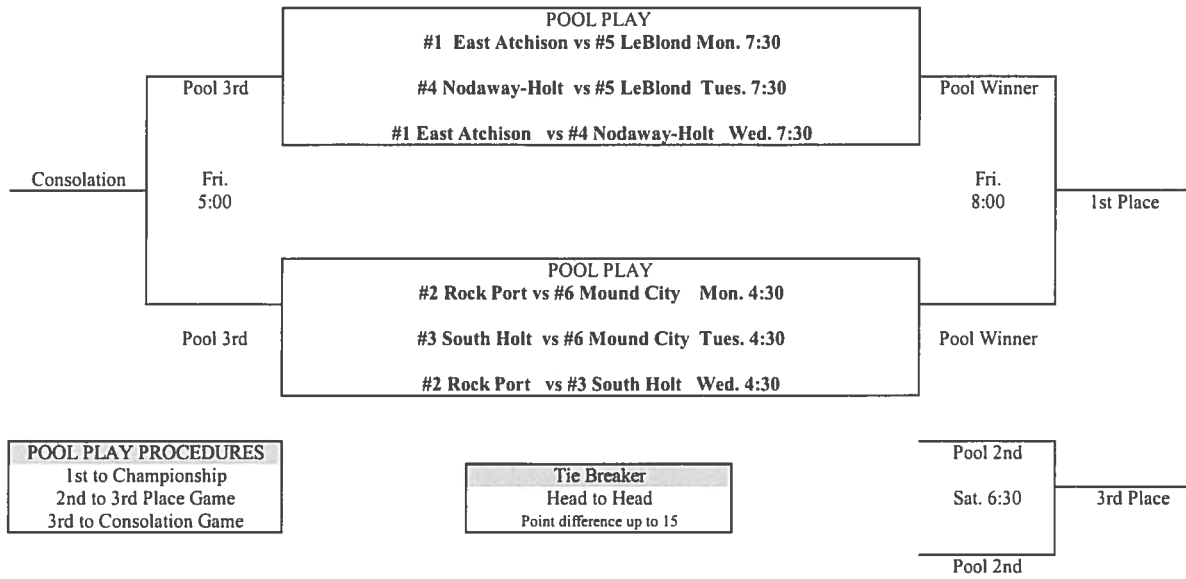 POOL PLAY
#1 East Atchison vs #5 LeBlond Mon. 7:30
Pool 3rd
#4 Nodaway-Holt vs #5 LeBlond Tues. 7:30
Pool Winner
#1 East Atchison vs #4 Nodaway-Holt Wed. 7:30
Consolation
Fri.
5:00
Fri.
8:00
1st Place
POOL PLAY
#2 Rock Port vs #6 Mound City Mon. 4:30
Pool 3rd
#3 South Holt vs #6 Mound City Tues. 4:30
Pool Winner
#2 Rock Port vs #3 South Holt Wed. 4:30
POOL PLAY PROCEDURES
1st to Championship
2nd to 3rd Place Game
3rd to Consolation Game
Tie Breaker
Head to Head
Point difference up to 15
Pool 2nd
Sat. 6:30
3rd Place
Pool 2nd